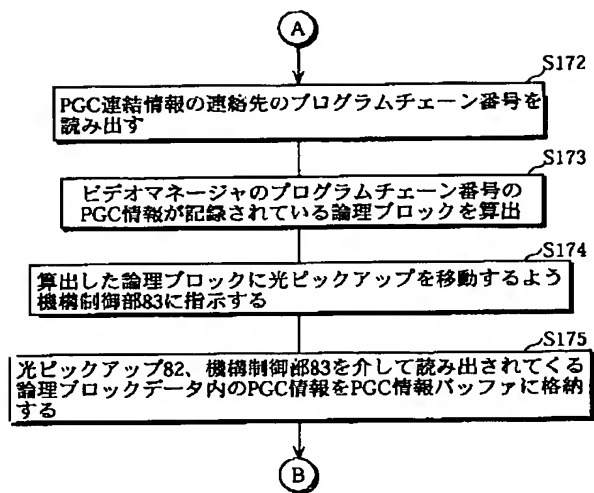 A
S172
PGC連結情報の連絡先のプログラムチェーン番号を
読み出す
S173
ビデオマネージャのプログラムチェーン番号の
PGC情報が記録されている論理ブロックを算出
S174
算出した論理ブロックに光ピックアップを移動するよう
機構制御部83に指示する
S175
光ピックアップ82、機構制御部83を介して読み出されてくる
論理ブロックデータ内のPGC情報をPGC情報バッファに格納
する
B